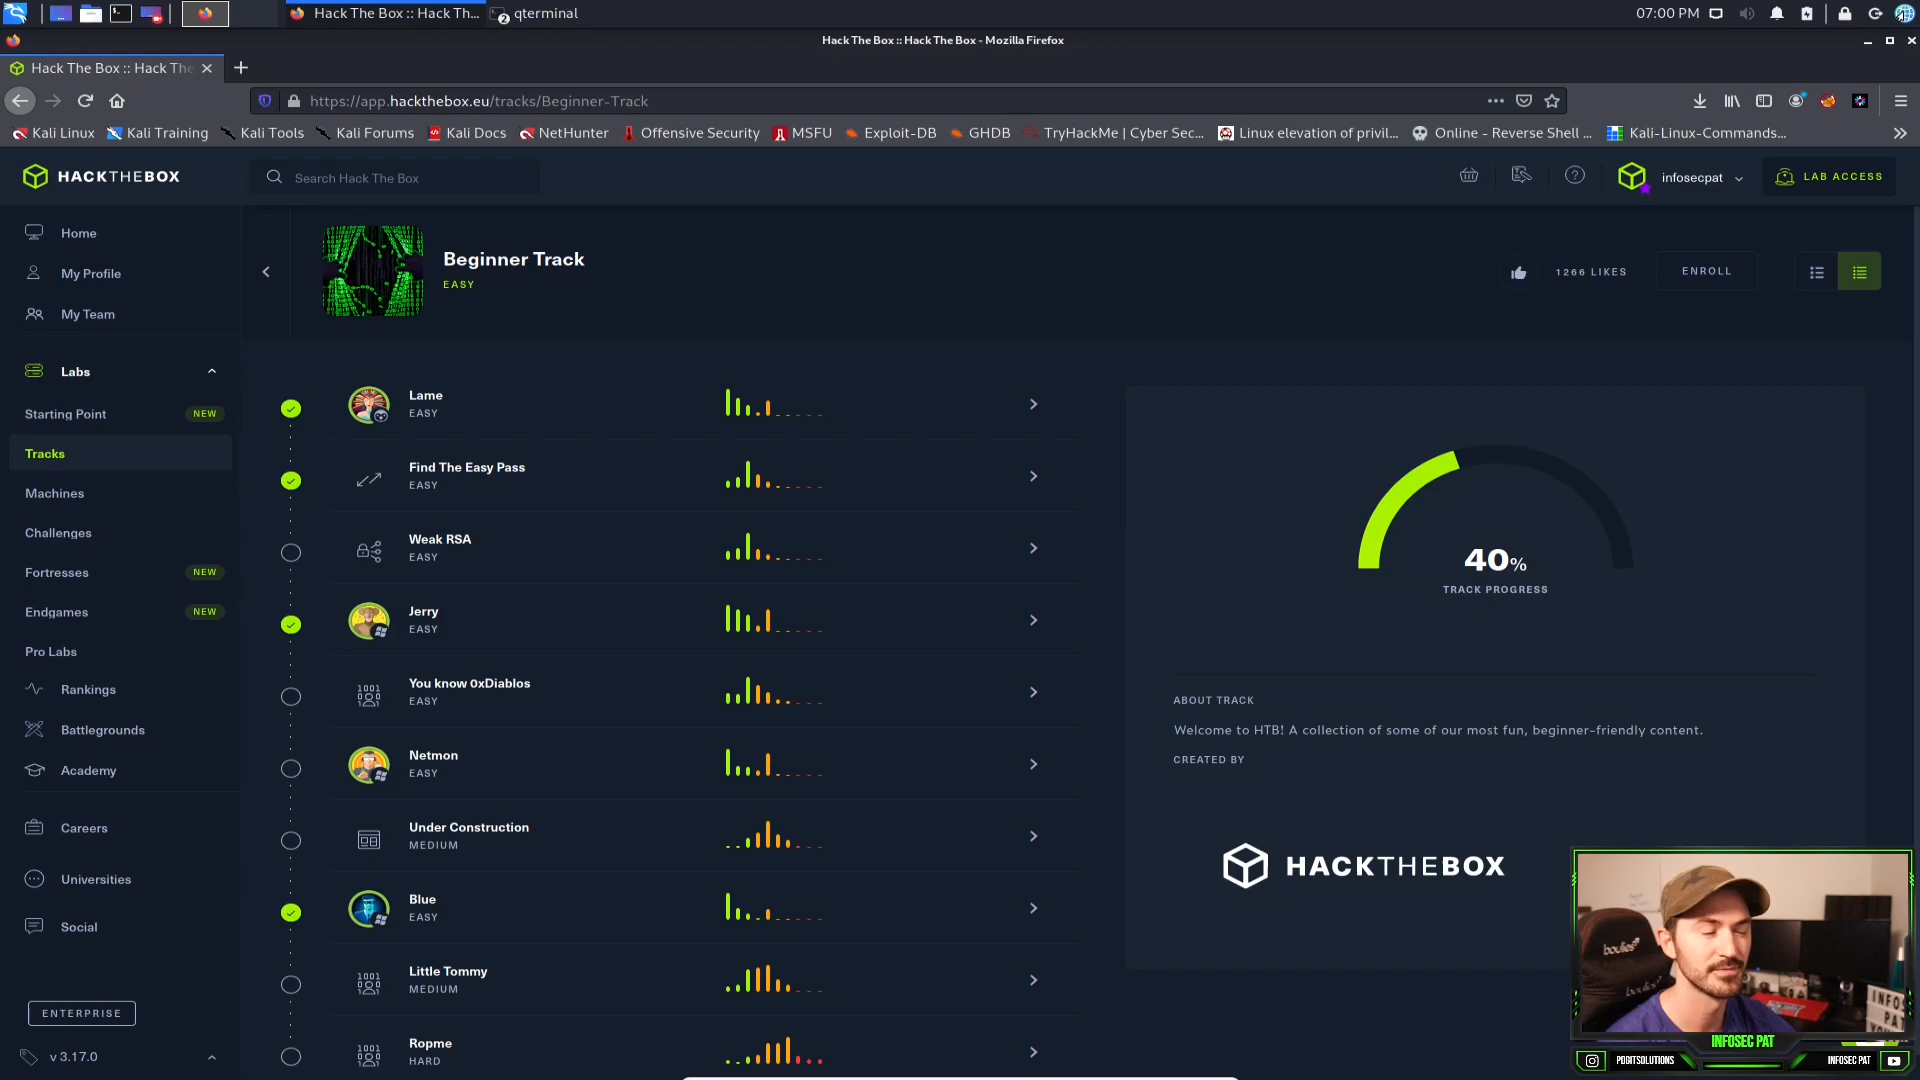 Hack The Box :: Hack Th...
2
qterminal
07:00 PM
Hack The Box :: Hack The Box - Mozilla Firefox
Hack The Box :: Hack The
https://app.hackthebox.eu/tracks/Beginner-Track
Kali Linux
Kali Training
Kali Tools
Kali Forums
Kali Docs
NetHunter
Offensive Security
MSFU
Exploit-DB
GHDB
TryHackMe | Cyber Sec...
Linux elevation of privil...
Online - Reverse Shell ...
Kali-Linux-Commands...
HACKTHEBOX
Search Hack The Box
infosecpat
LAB ACCESS
Home
My Profile
My Team
Labs
Starting Point NEW
Tracks
Machines
Challenges
Fortresses NEW
Endgames NEW
Pro Labs
Rankings
Battlegrounds
Academy
Careers
Universities
Social
ENTERPRISE
v 3.17.0
Beginner Track
EASY
1266 LIKES
ENROLL
Lame
EASY
Find The Easy Pass
EASY
Weak RSA
EASY
Jerry
EASY
You know 0xDiablos
EASY
Netmon
EASY
Under Construction
MEDIUM
Blue
EASY
Little Tommy
MEDIUM
Ropme
HARD
40%
TRACK PROGRESS
ABOUT TRACK
Welcome to HTB! A collection of some of our most fun, beginner-friendly content.
CREATED BY
HACKTHEBOX
boulies
INFOSEC PAT
PDDITSOLUTIONS
INFOSEC PAT